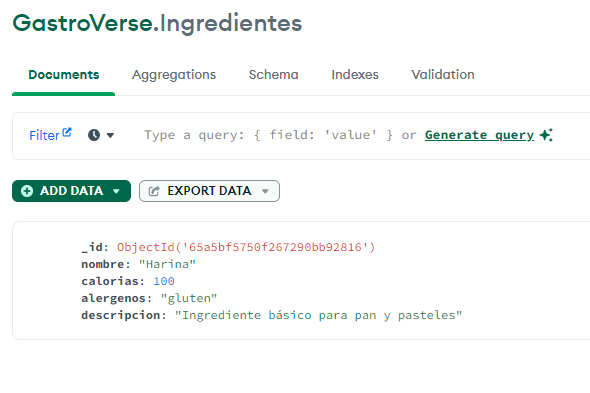 GastroVerse.Ingredientes
Documents Aggregations Schema Indexes Validation
Filter Type a query: { field: 'value' } or Generate query
ADD DATA EXPORT DATA
_id: ObjectId('65a5bf5750f267290bb92816')
nombre: "Harina"
calorias: 100
alergenos: "gluten"
descripcion: "Ingrediente básico para pan y pasteles"